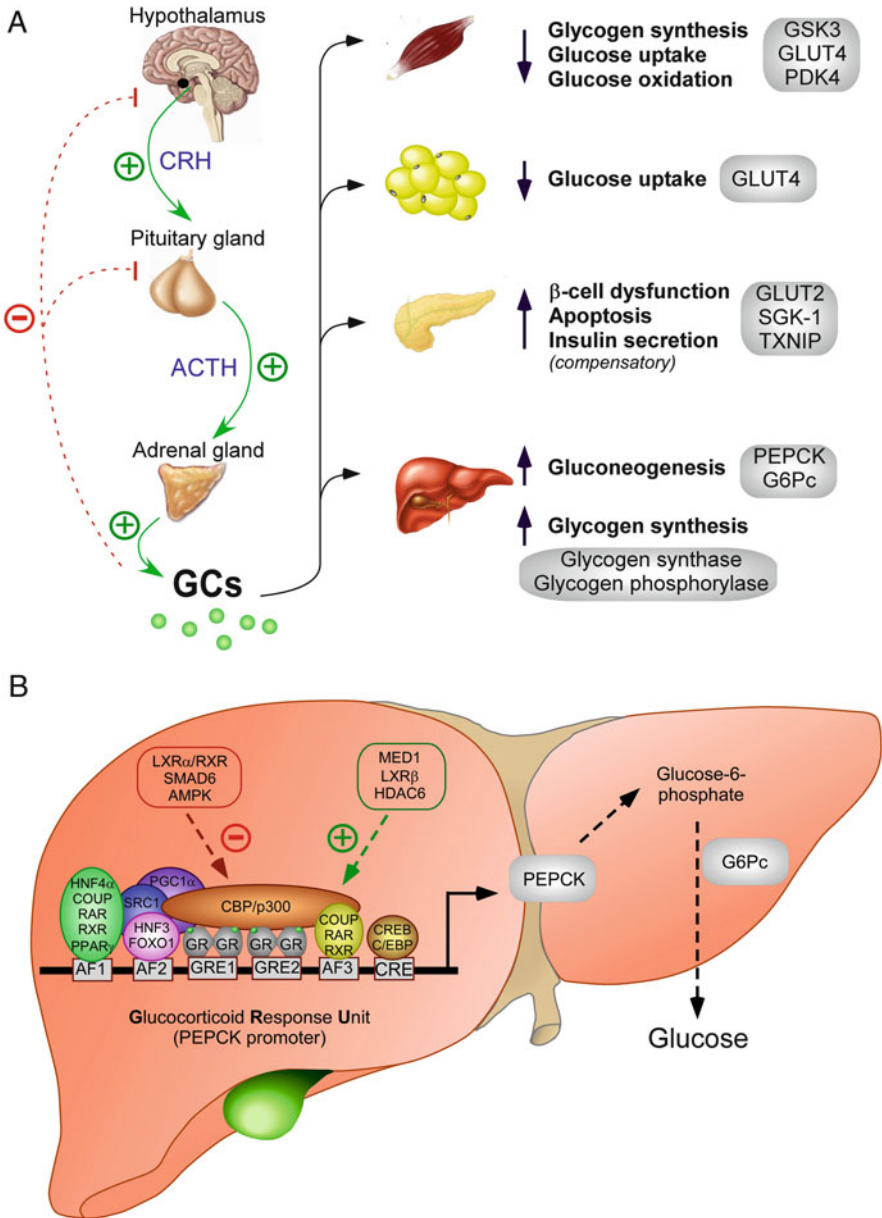 A
Hypothalamus
CRH
Pituitary gland
ACTH
Adrenal gland
GCs
Glycogen synthesis
Glucose uptake
Glucose oxidation
GSK3
GLUT4
PDK4
Glucose uptake
GLUT4
β-cell dysfunction
Apoptosis
Insulin secretion
(compensatory)
GLUT2
SGK-1
TXNIP
Gluconeogenesis
PEPCK
G6Pc
Glycogen synthesis
Glycogen synthase
Glycogen phosphorylase
B
LXRα/RXR
SMAD6
AMPK
MED1
LXRβ
HDAC6
HNF4α
COUP
RAR
RXR
PPARγ
PGC1α
SRC1
HNF3
FOXO1
CBP/p300
GR GR GR GR
COUP
RAR
RXR
CREB
C/EBP
AF1 AF2 GRE1 GRE2 AF3 CRE
Glucocorticoid Response Unit
(PEPCK promoter)
PEPCK
Glucose-6-
phosphate
G6Pc
Glucose